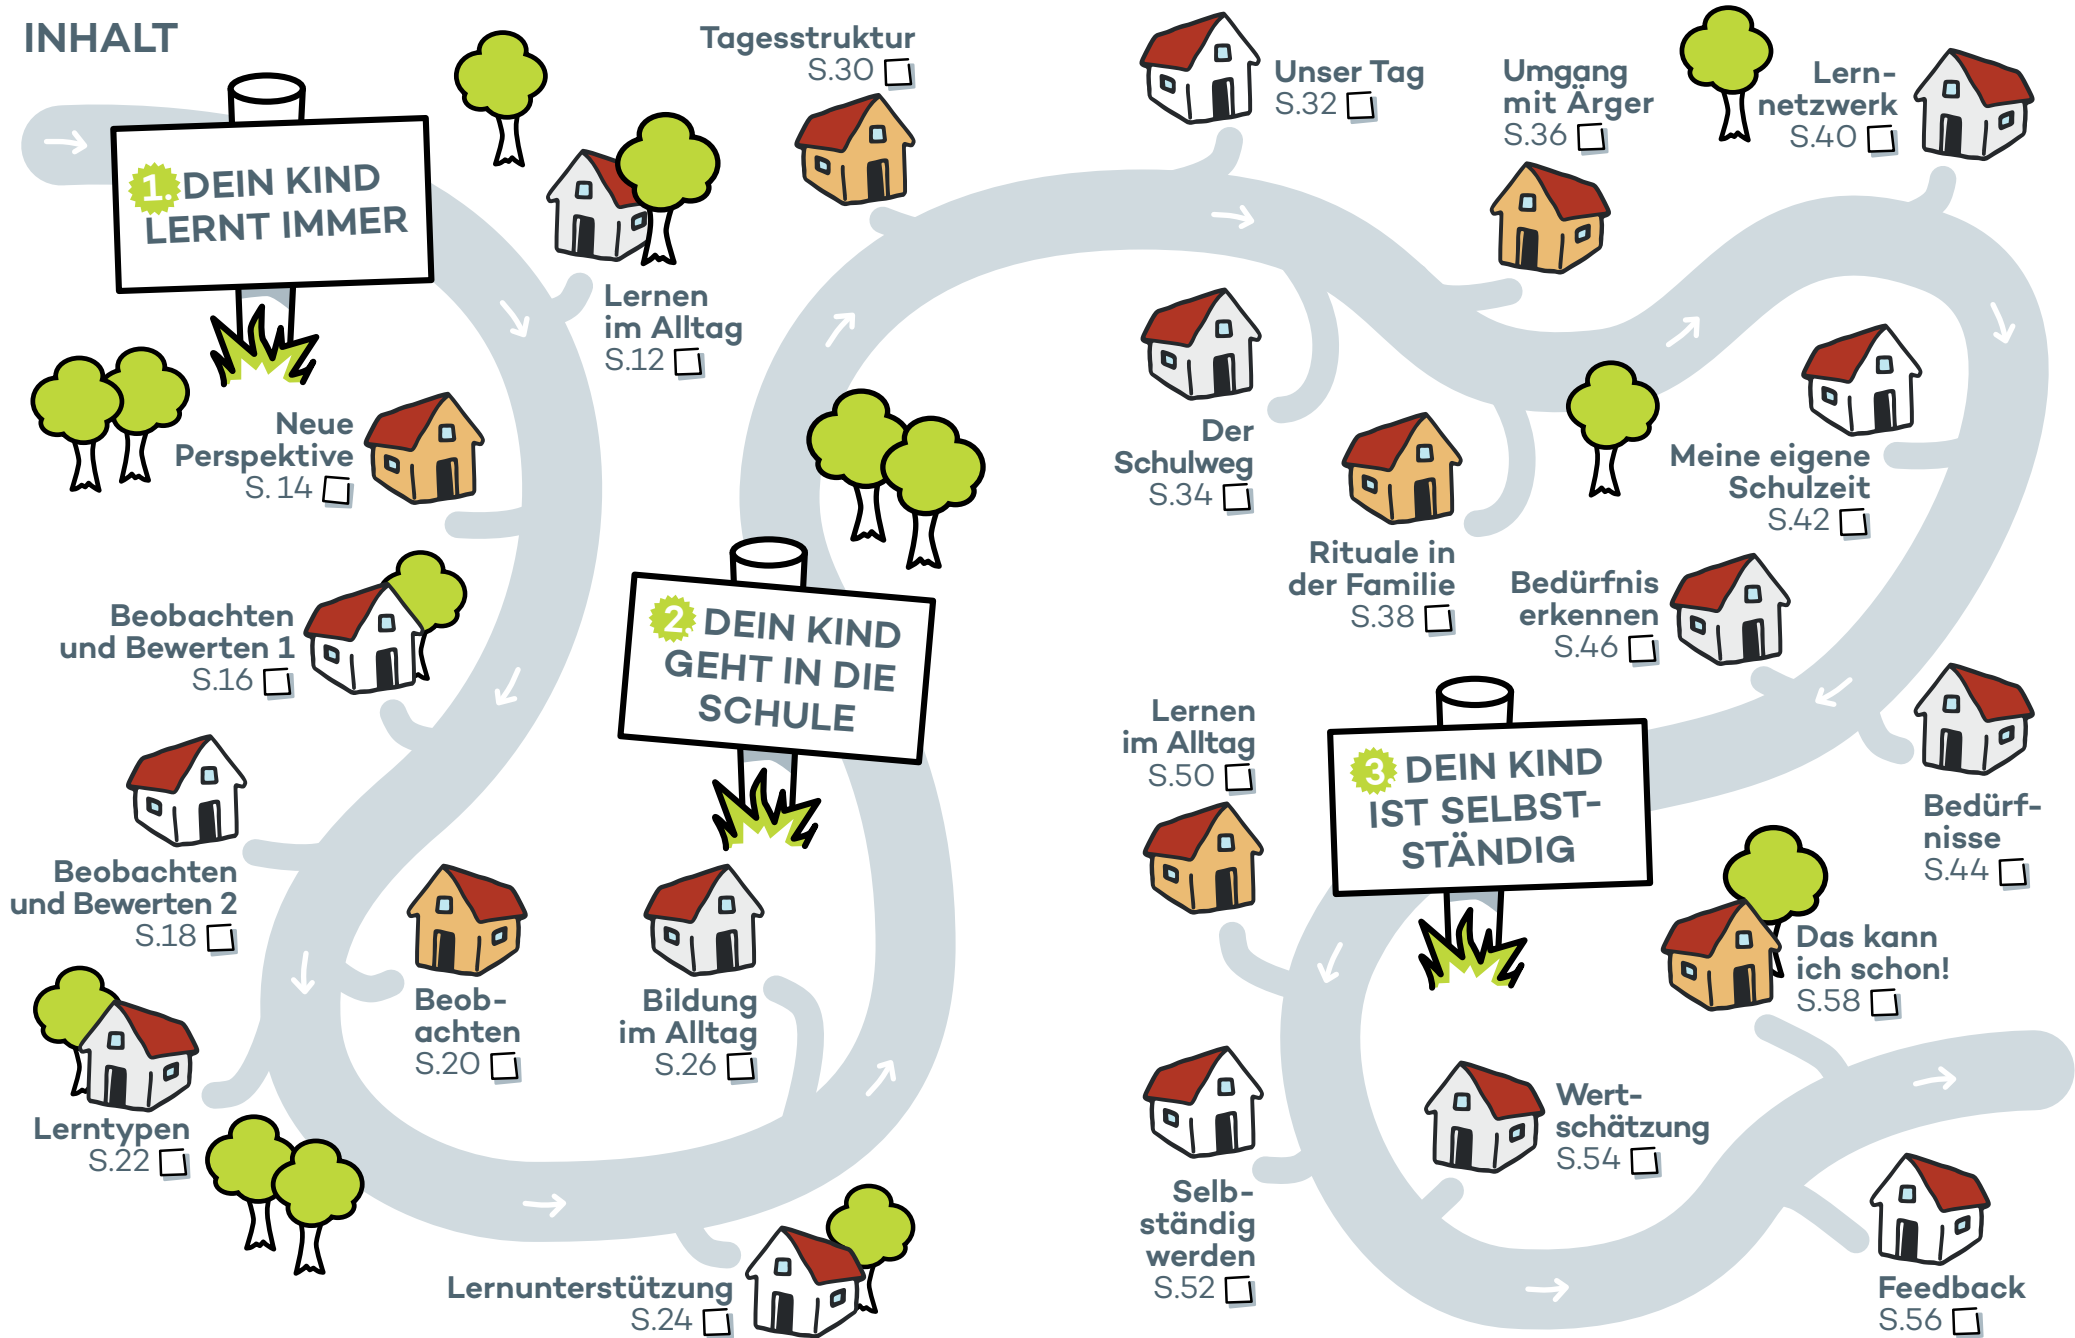 INHALT
1. DEIN KIND
LERNT IMMER
Lernen
im Alltag
S.12
Neue
Perspektive
S. 14
Beobachten
und Bewerten 1
S.16
Beobachten
und Bewerten 2
S.18
Beob-
achten
S.20
Lerntypen
S.22
Lernunterstützung
S.24
Bildung
im Alltag
S.26
2. DEIN KIND
GEHT IN DIE
SCHULE
Tagesstruktur
S.30
Unser Tag
S.32
Der
Schulweg
S.34
Umgang
mit Ärger
S.36
Rituale in
der Familie
S.38
Lern-
netzwerk
S.40
Meine eigene
Schulzeit
S.42
Bedürf-
nisse
S.44
Bedürfnis
erkennen
S.46
3. DEIN KIND
IST SELBST-
STÄNDIG
Lernen
im Alltag
S.50
Selb-
ständig
werden
S.52
Wert-
schätzung
S.54
Feedback
S.56
Das kann
ich schon!
S.58